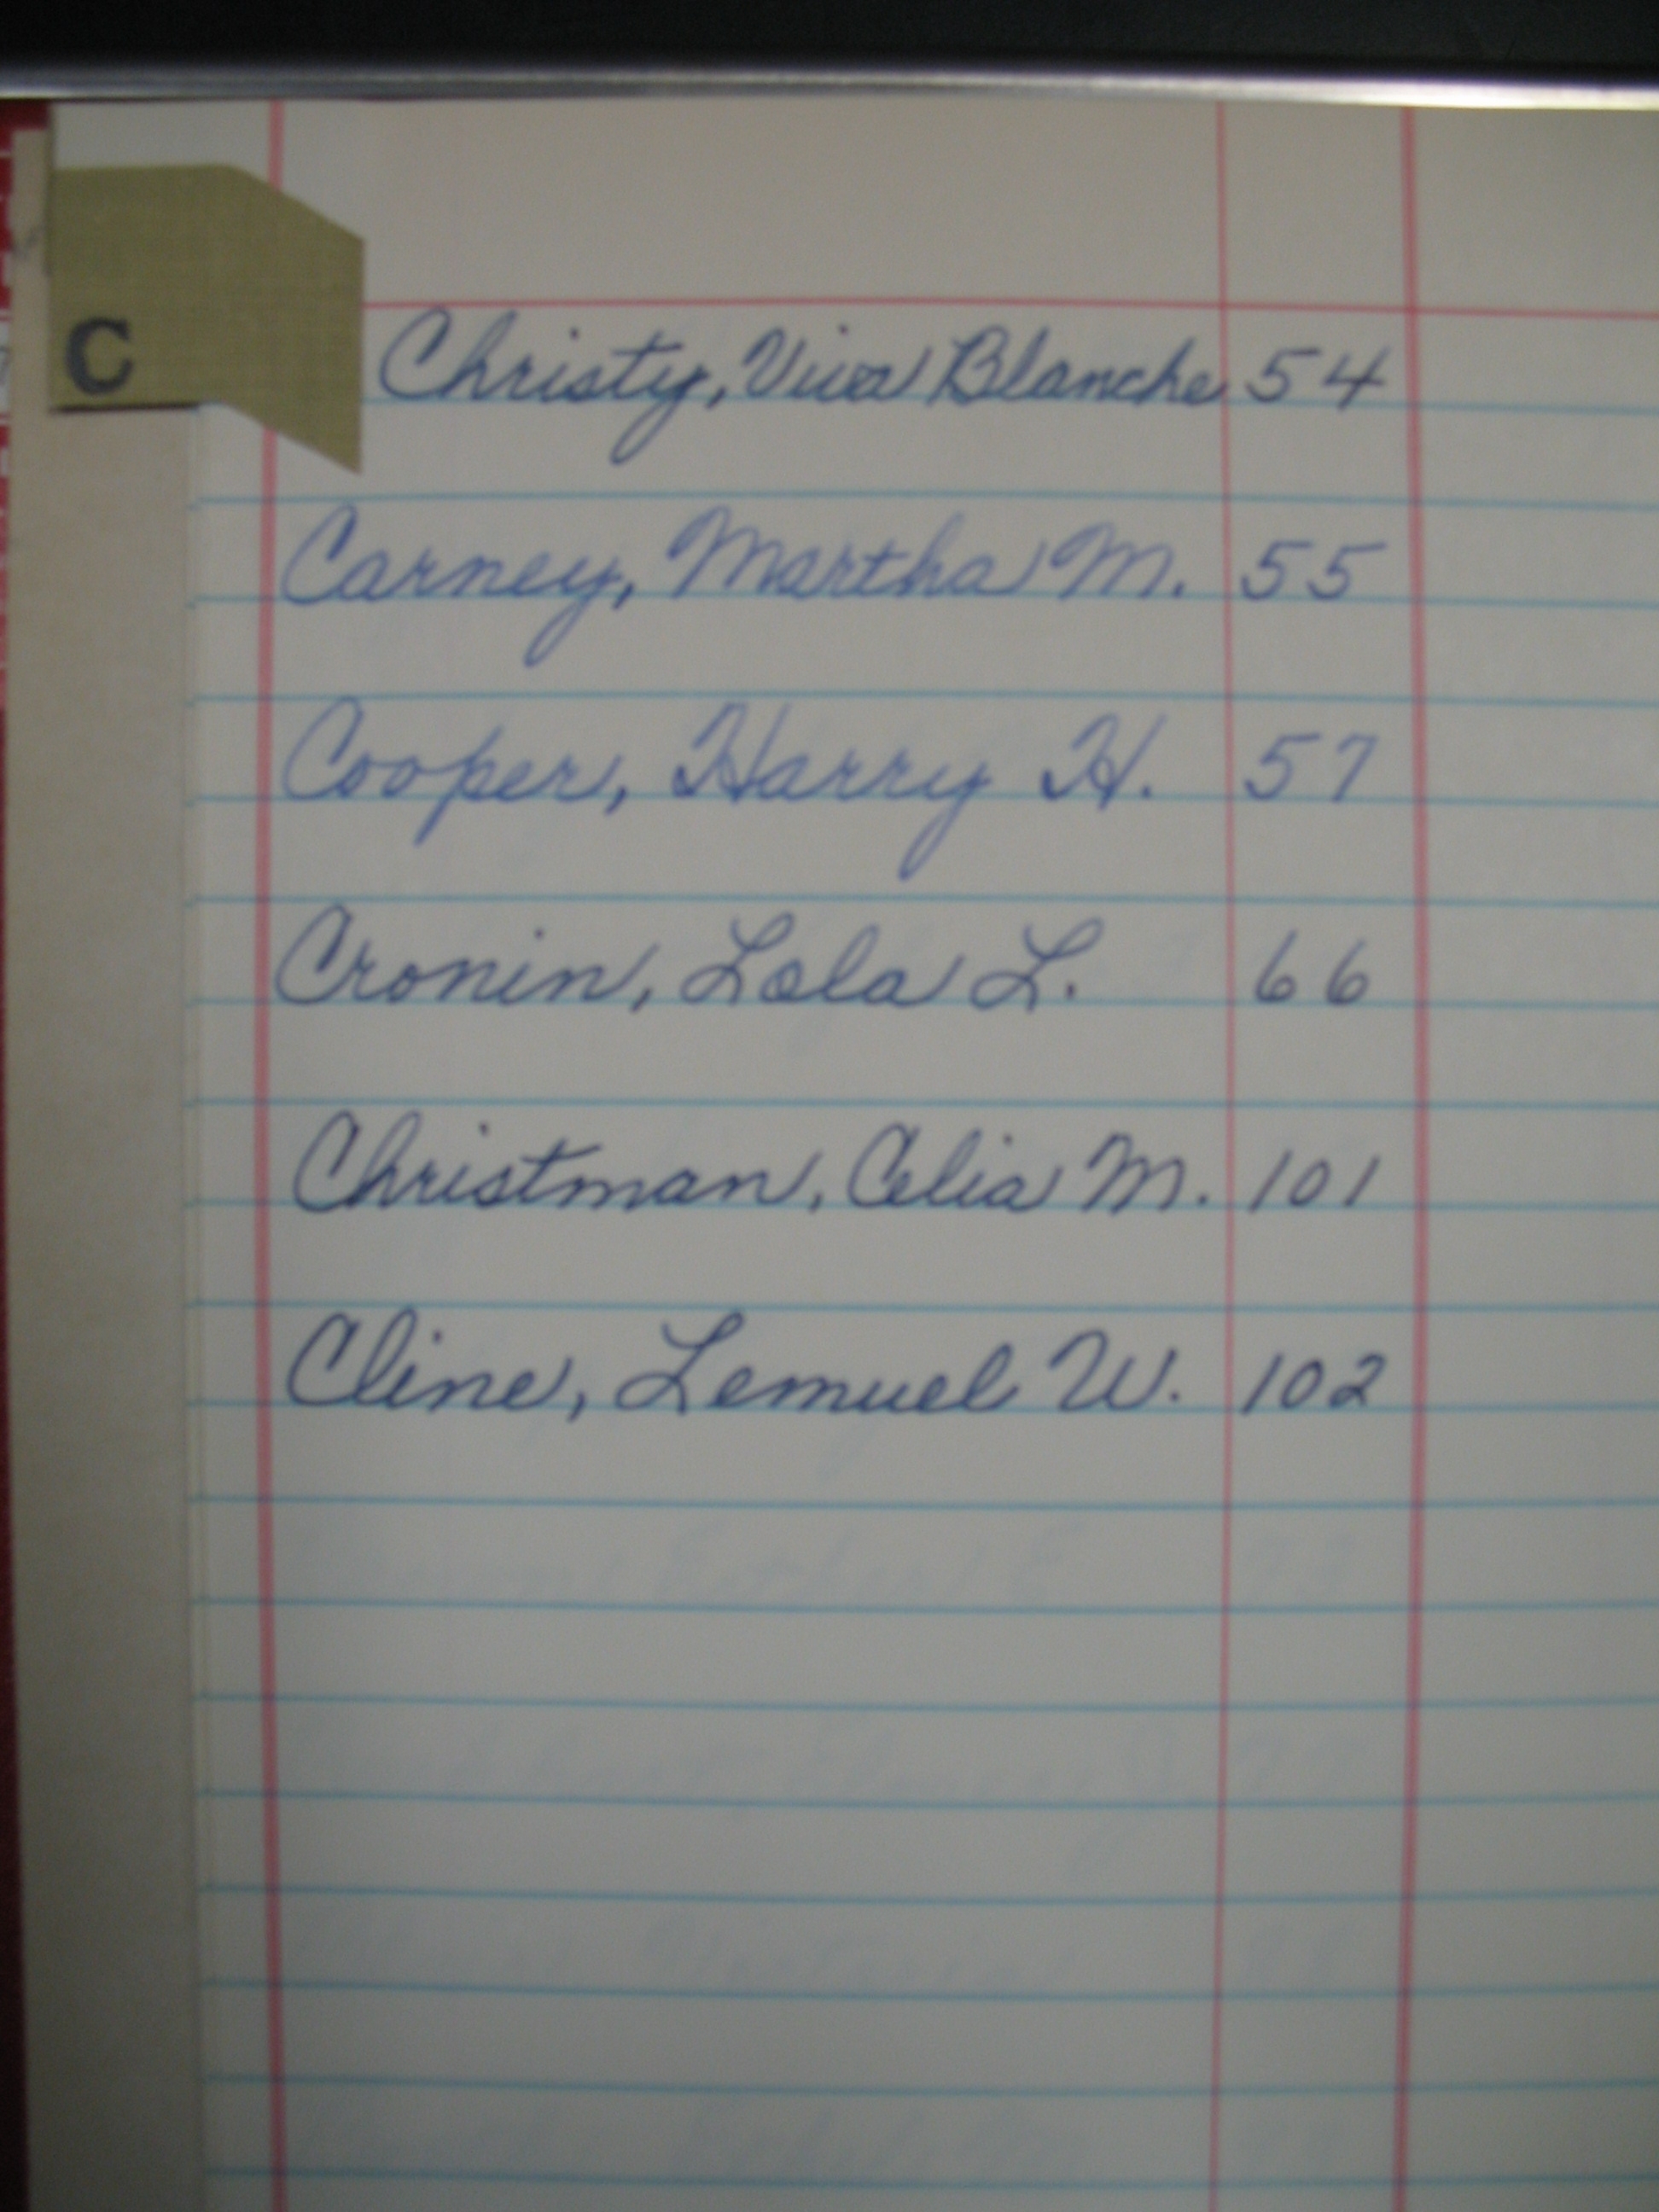 C
Christy, Viva Blanche 54
Carney, Martha M. 55
Cooper, Harry H. 57
Cronin, Lola L. 66
Christman, Celia M. 101
Cline, Lemuel W. 102